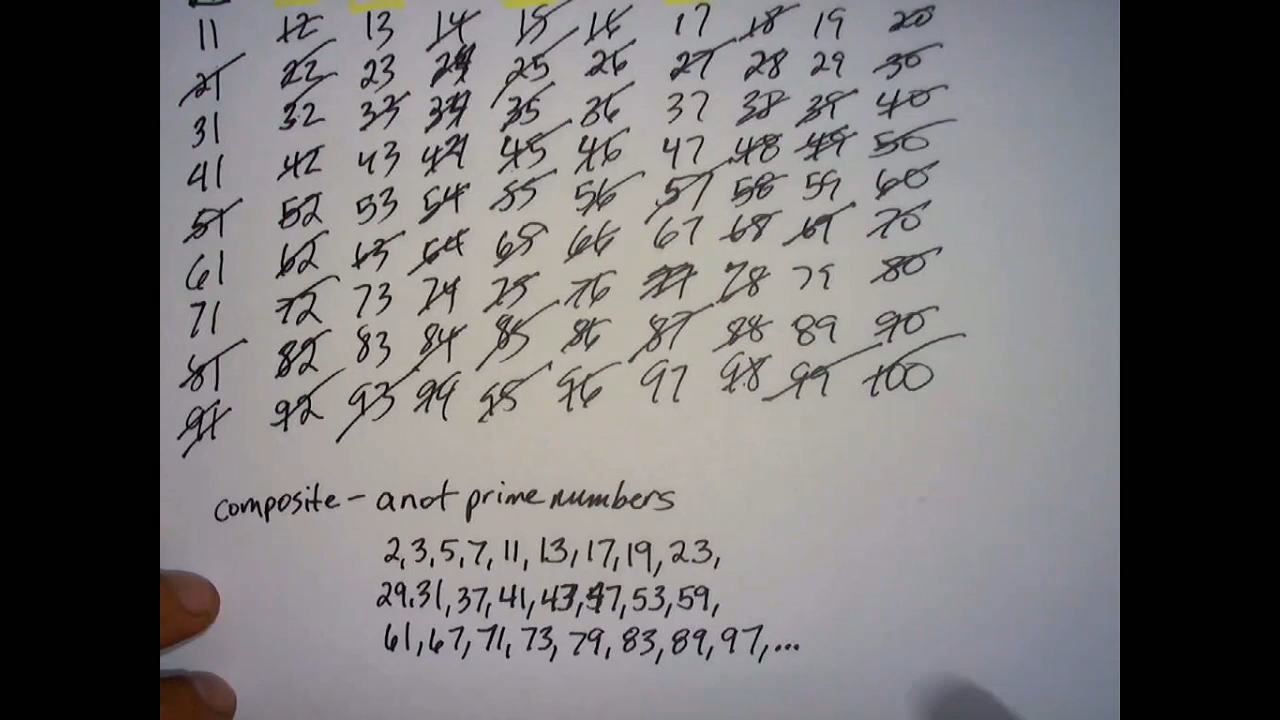 11 12 13 14 15 16 17 18 19 20
21 22 23 24 25 26 27 28 29 30
31 32 33 34 35 36 37 38 39 40
41 42 43 44 45 46 47 48 49 50
51 52 53 54 55 56 57 58 59 60
61 62 63 64 65 66 67 68 69 70
71 72 73 74 75 76 77 78 79 80
81 82 83 84 85 86 87 88 89 90
91 92 93 94 95 96 97 98 99 100
composite - a not prime numbers
2, 3, 5, 7, 11, 13, 17, 19, 23,
29, 31, 37, 41, 43, 47, 53, 59,
61, 67, 71, 73, 79, 83, 89, 97, ...